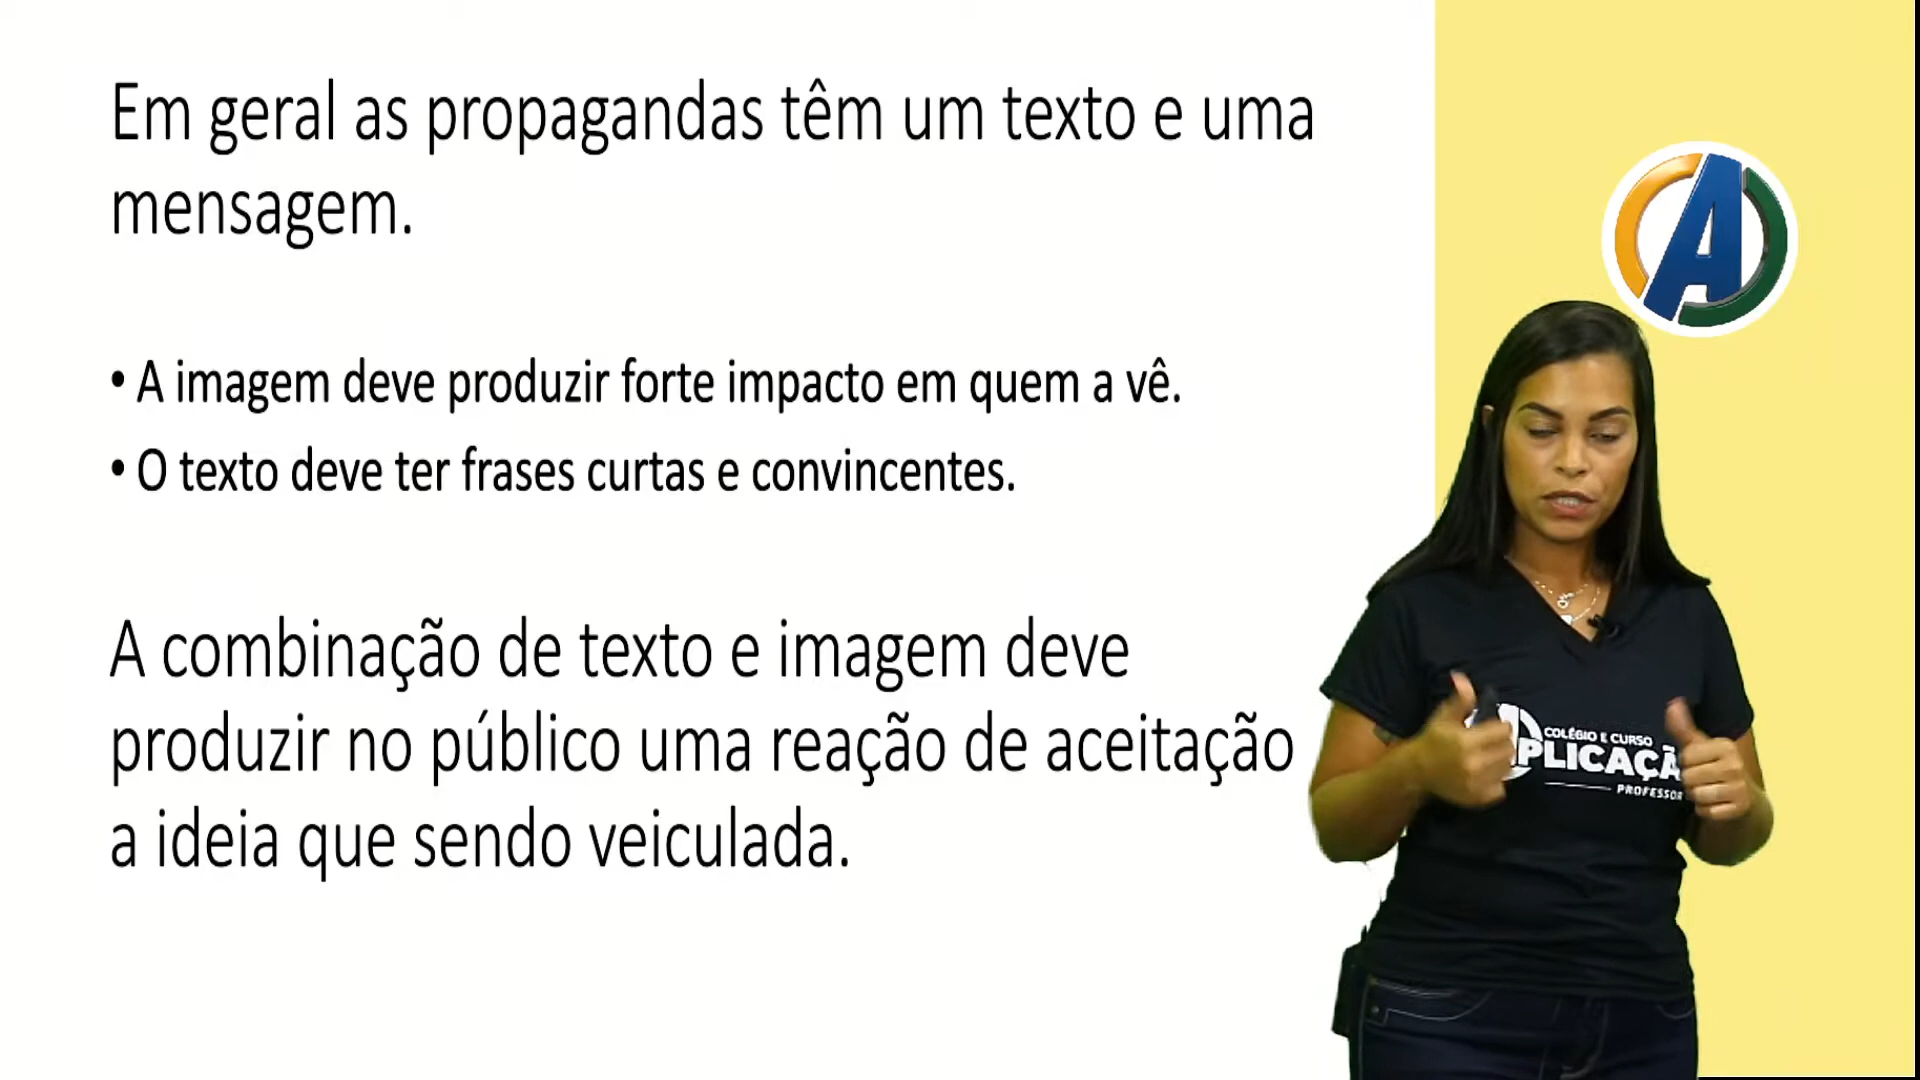 Em geral as propagandas têm um texto e uma
mensagem.
• A imagem deve produzir forte impacto em quem a vê.
• O texto deve ter frases curtas e convincentes.
A combinação de texto e imagem deve
produzir no público uma reação de aceitação
a ideia que sendo veiculada.
A
COLÉGIO E CURSO
PLICAÇÃ
PROFESSOR